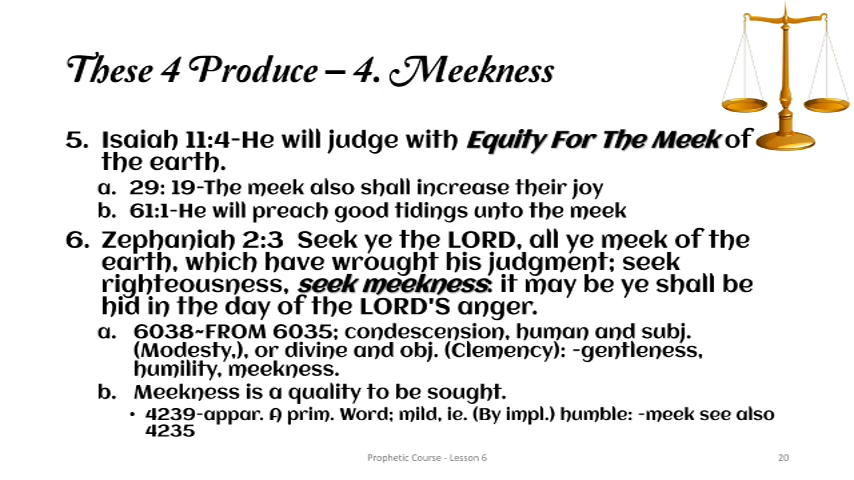 These 4 Produce – 4. Meekness
5. Isaiah 11:4-He will judge with Equity For The Meek of
the earth.
a. 29: 19-The meek also shall increase their joy
b. 61:1-He will preach good tidings unto the meek
6. Zephaniah 2:3  Seek ye the LORD, all ye meek of the
earth, which have wrought his judgment; seek
righteousness, seek meekness: it may be ye shall be
hid in the day of the LORD'S anger.
a. 6038~FROM 6035; condescension, human and subj.
(Modesty,), or divine and obj. (Clemency): -gentleness,
humility, meekness.
b. Meekness is a quality to be sought.
• 4239-appar. A prim. Word; mild, ie. (By impl.) humble: -meek see also
4235
Prophetic Course - Lesson 6
20